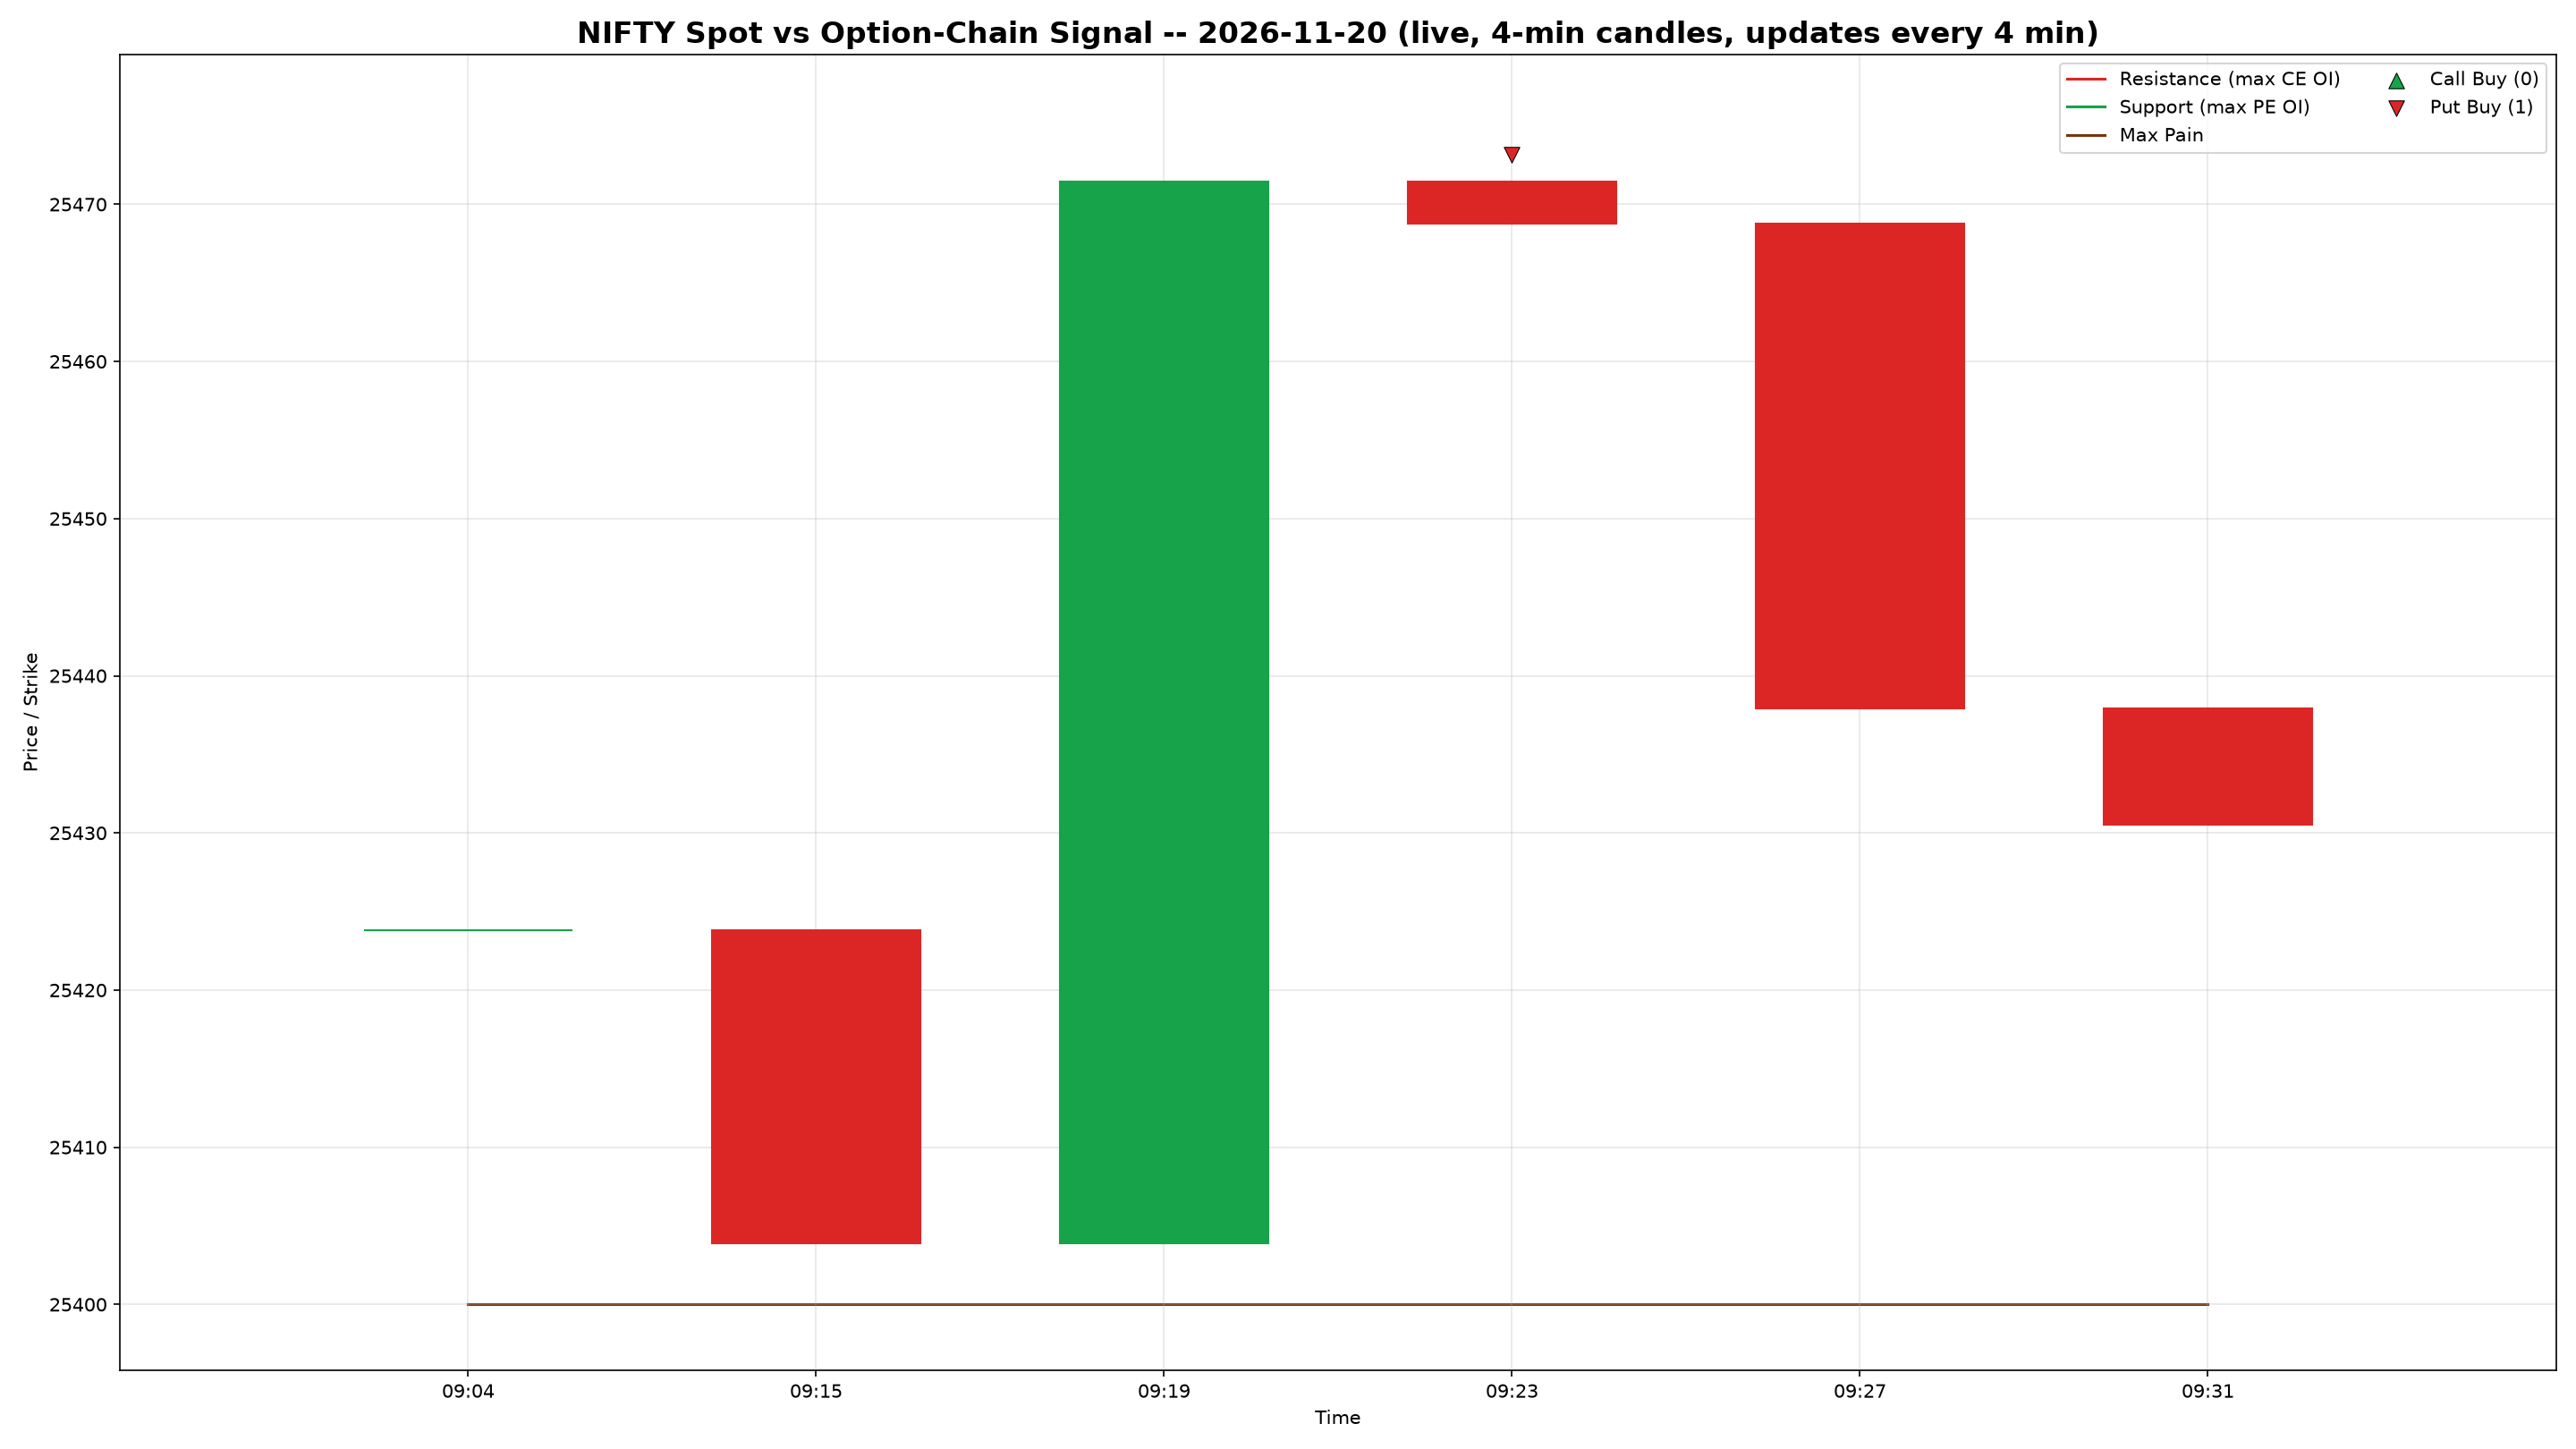 NIFTY Spot vs Option-Chain Signal -- 2026-11-20 (live, 4-min candles, updates every 4 min)
Resistance (max CE OI)
Support (max PE OI)
Max Pain
Call Buy (0)
Put Buy (1)
Price / Strike
25470
25460
25450
25440
25430
25420
25410
25400
09:04
09:15
09:19
09:23
09:27
09:31
Time